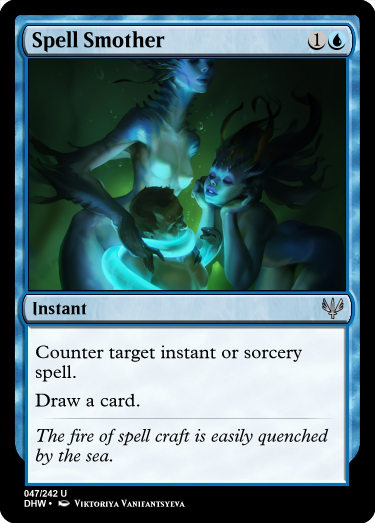 Spell Smother 1
Instant
Counter target instant or sorcery
spell.
Draw a card.
The fire of spell craft is easily quenched
by the sea.
047/242 U
DHW • Viktoriya Vanifantsyeva